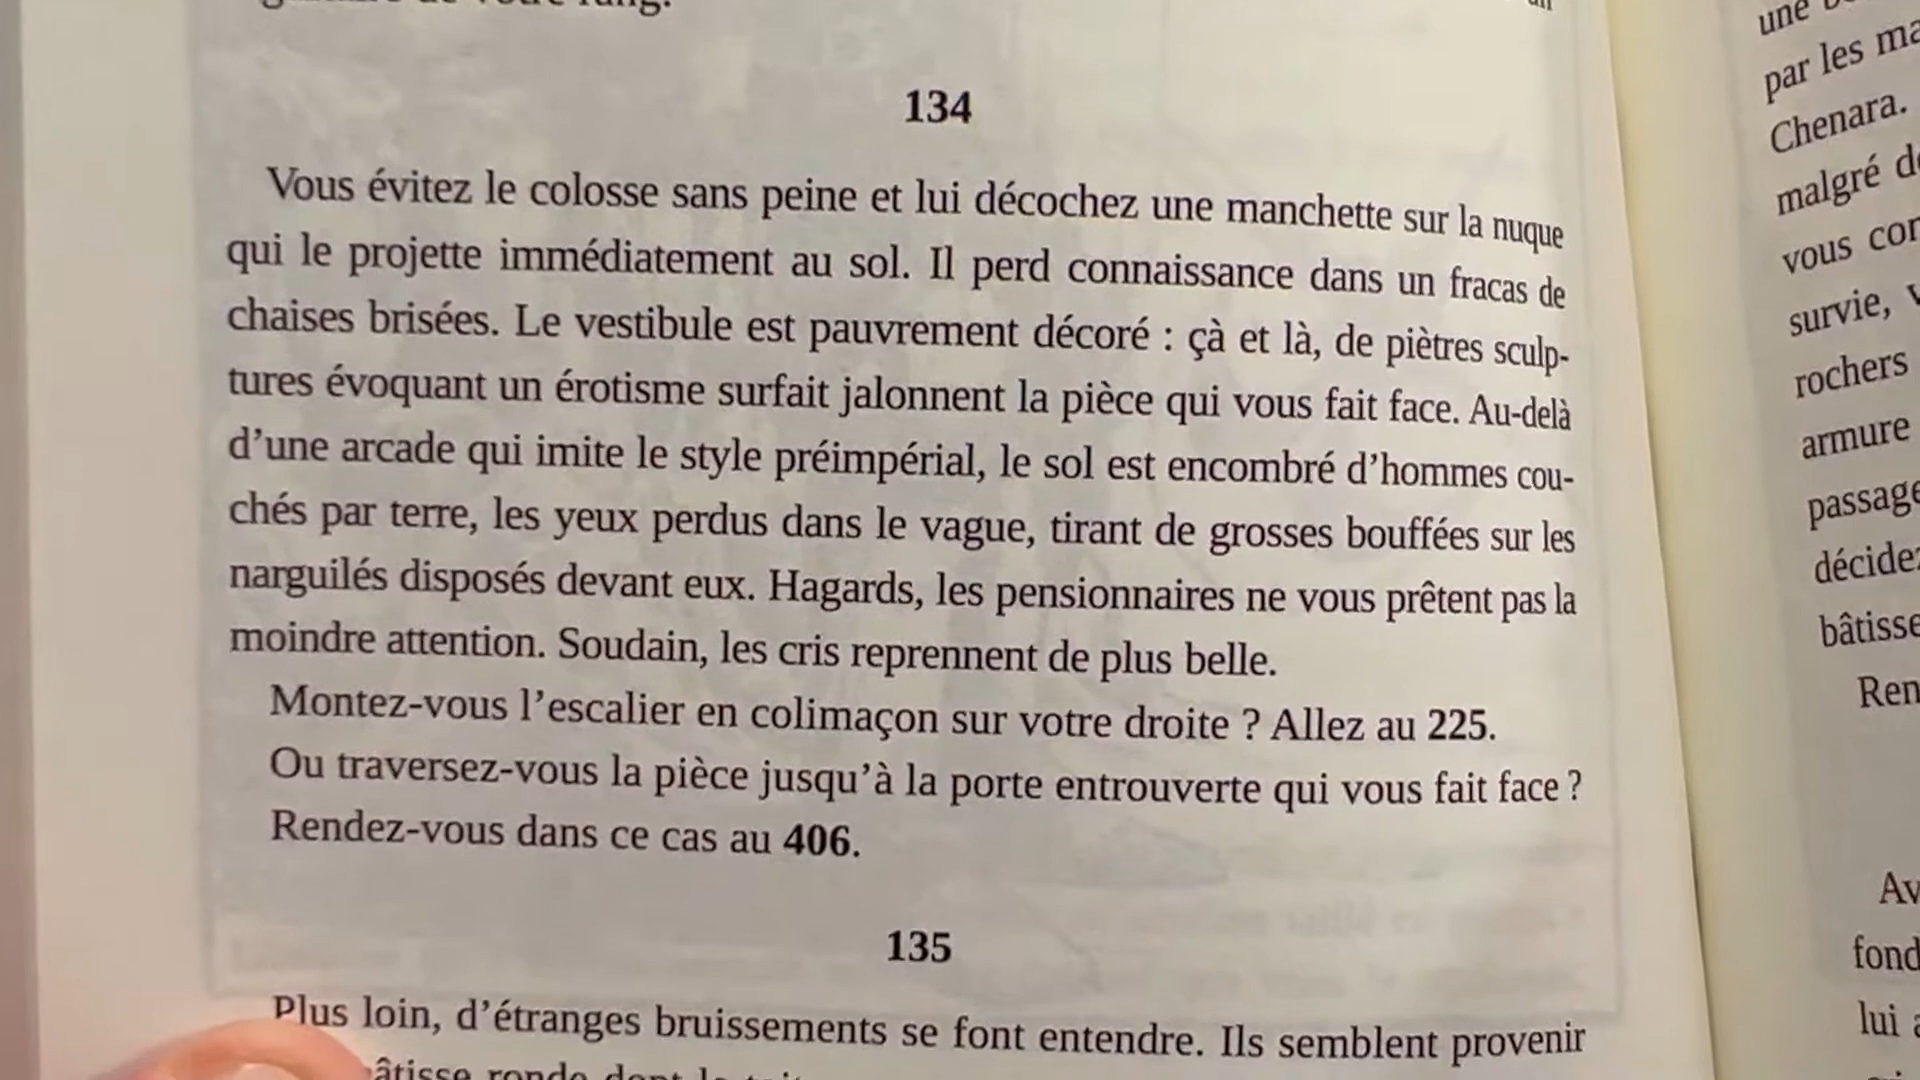 134
Vous évitez le colosse sans peine et lui décochez une manchette sur la nuque
qui le projette immédiatement au sol. Il perd connaissance dans un fracas de
chaises brisées. Le vestibule est pauvrement décoré : çà et là, de piètres sculp-
tures évoquant un érotisme surfait jalonnent la pièce qui vous fait face. Au-delà
d’une arcade qui imite le style préimpérial, le sol est encombré d’hommes cou-
chés par terre, les yeux perdus dans le vague, tirant de grosses bouffées sur les
narguilés disposés devant eux. Hagards, les pensionnaires ne vous prêtent pas la
moindre attention. Soudain, les cris reprennent de plus belle.
Montez-vous l’escalier en colimaçon sur votre droite ? Allez au 225.
Ou traversez-vous la pièce jusqu’à la porte entrouverte qui vous fait face ?
Rendez-vous dans ce cas au 406.
135
Plus loin, d’étranges bruissements se font entendre. Ils semblent provenir
ronde dont
une
par les
Chenara.
malgré
vous
survie,
rochers
armure
lui